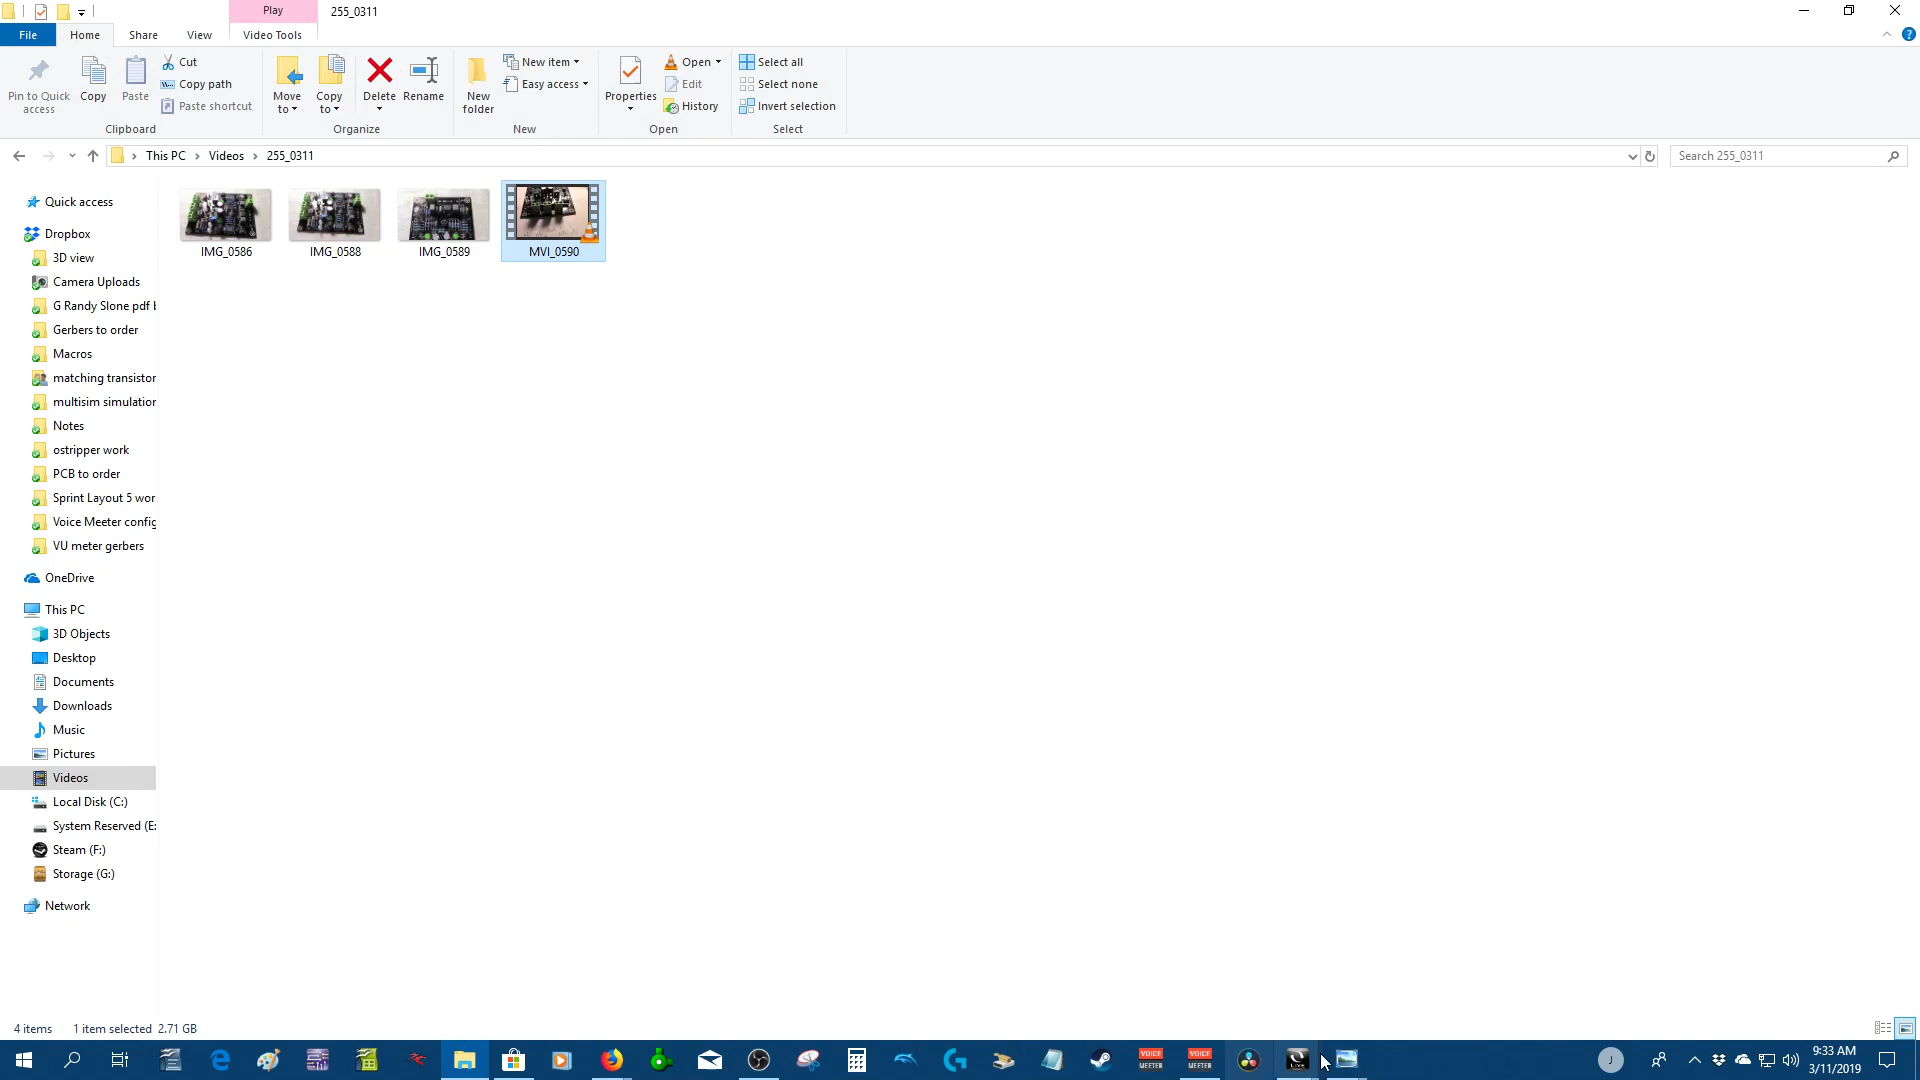 Play
255_0311
File
Home
Share
View
Video Tools
Pin to Quick access
Copy
Paste
Cut
Copy path
Paste shortcut
Clipboard
Move to
Copy to
Delete
Rename
Organize
New folder
New item
Easy access
New
Properties
Open
Edit
History
Open
Select all
Select none
Invert selection
Select
This PC
Videos
255_0311
Search 255_0311
Quick access
Dropbox
3D view
Camera Uploads
G Randy Slone pdf
Gerbers to order
Macros
matching transistor
multisim simulation
Notes
ostripper work
PCB to order
Sprint Layout 5 wor
Voice Meeter config
VU meter gerbers
OneDrive
This PC
3D Objects
Desktop
Documents
Downloads
Music
Pictures
Videos
Local Disk (C:)
System Reserved (E:
Steam (F:)
Storage (G:)
Network
IMG_0586
IMG_0588
IMG_0589
MVI_0590
4 items
1 item selected 2.71 GB
VOICE MEETER
VOICE MEETER
LIVE
J
9:33 AM
3/11/2019